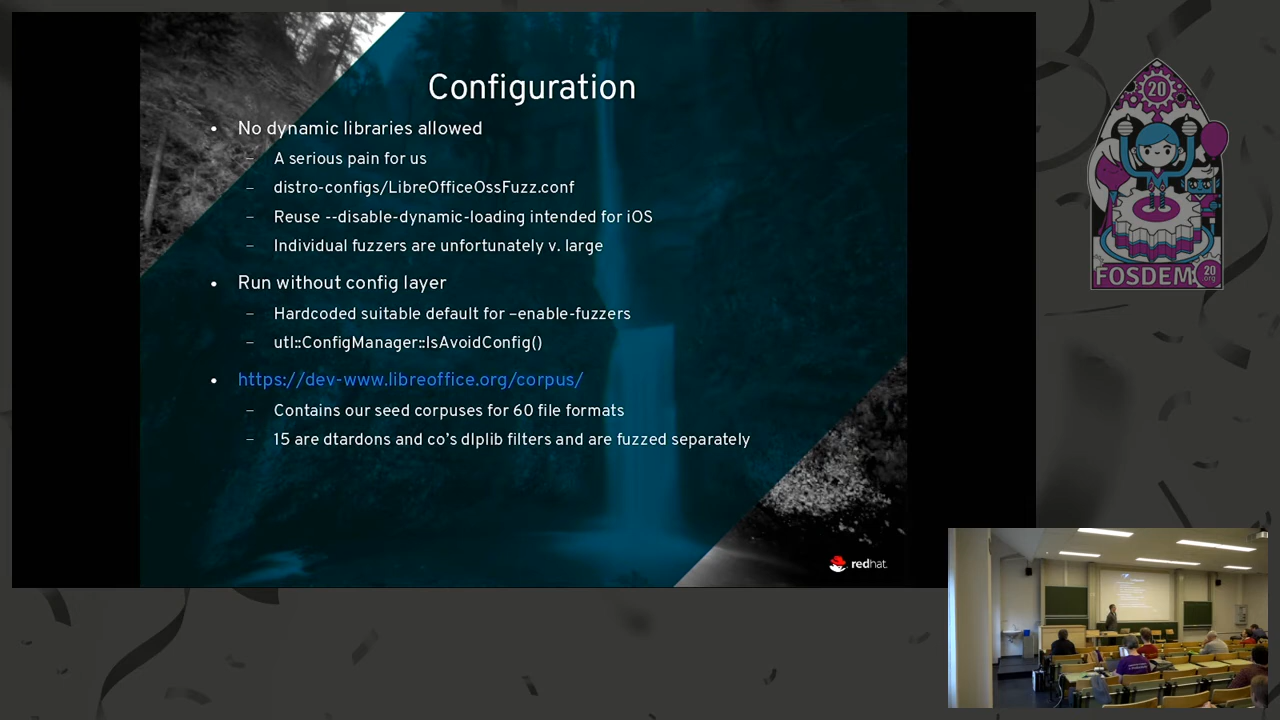 Configuration
• No dynamic libraries allowed
– A serious pain for us
– distro-configs/LibreOfficeOssFuzz.conf
– Reuse --disable-dynamic-loading intended for iOS
– Individual fuzzers are unfortunately v. large
• Run without config layer
– Hardcoded suitable default for –enable-fuzzers
– utl::ConfigManager::IsAvoidConfig()
• https://dev-www.libreoffice.org/corpus/
– Contains our seed corpuses for 60 file formats
– 15 are dtardons and co’s dlplib filters and are fuzzed separately
redhat.
20
FOSDEM
20
org